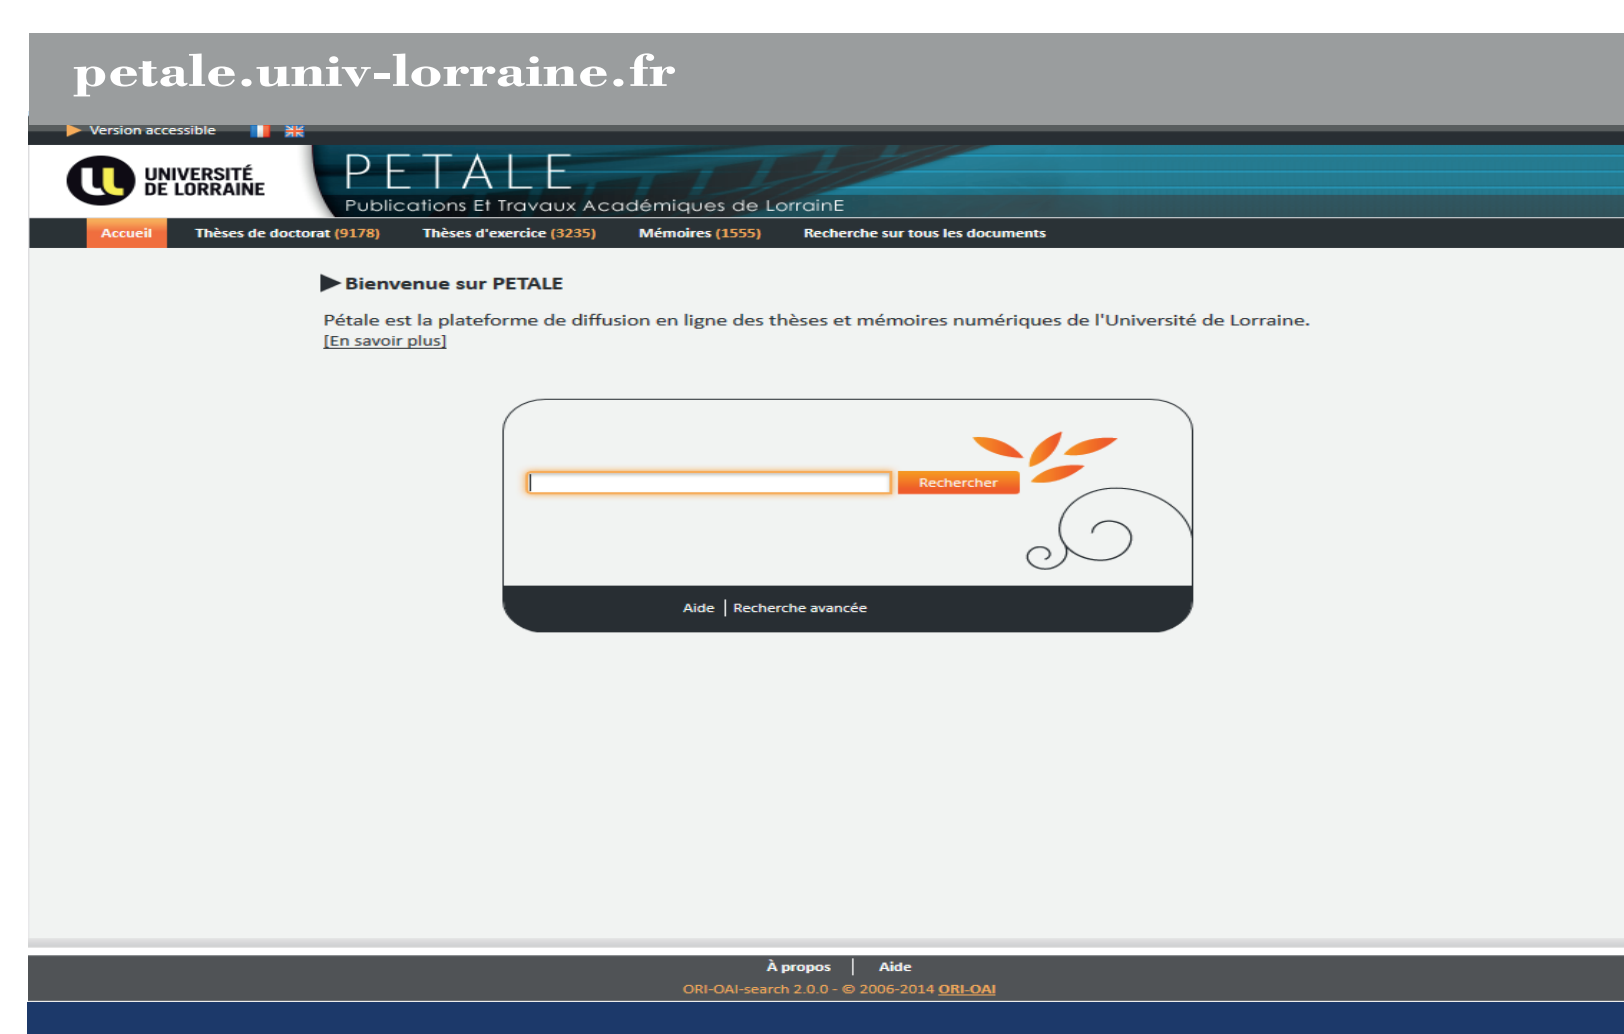 petale.univ-lorraine.fr
Version accessible
UNIVERSITÉ
DE LORRAINE
PETALE
Publications Et Travaux Académiques de LorrainE
Accueil Thèses de doctorat (9178) Thèses d'exercice (3235) Mémoires (1555) Recherche sur tous les documents
Bienvenue sur PETALE
Pétale est la plateforme de diffusion en ligne des thèses et mémoires numériques de l'Université de Lorraine.
[En savoir plus]
Rechercher
Aide | Recherche avancée
À propos | Aide
ORI-OAI-search 2.0.0 - © 2006-2014 ORI-OAI